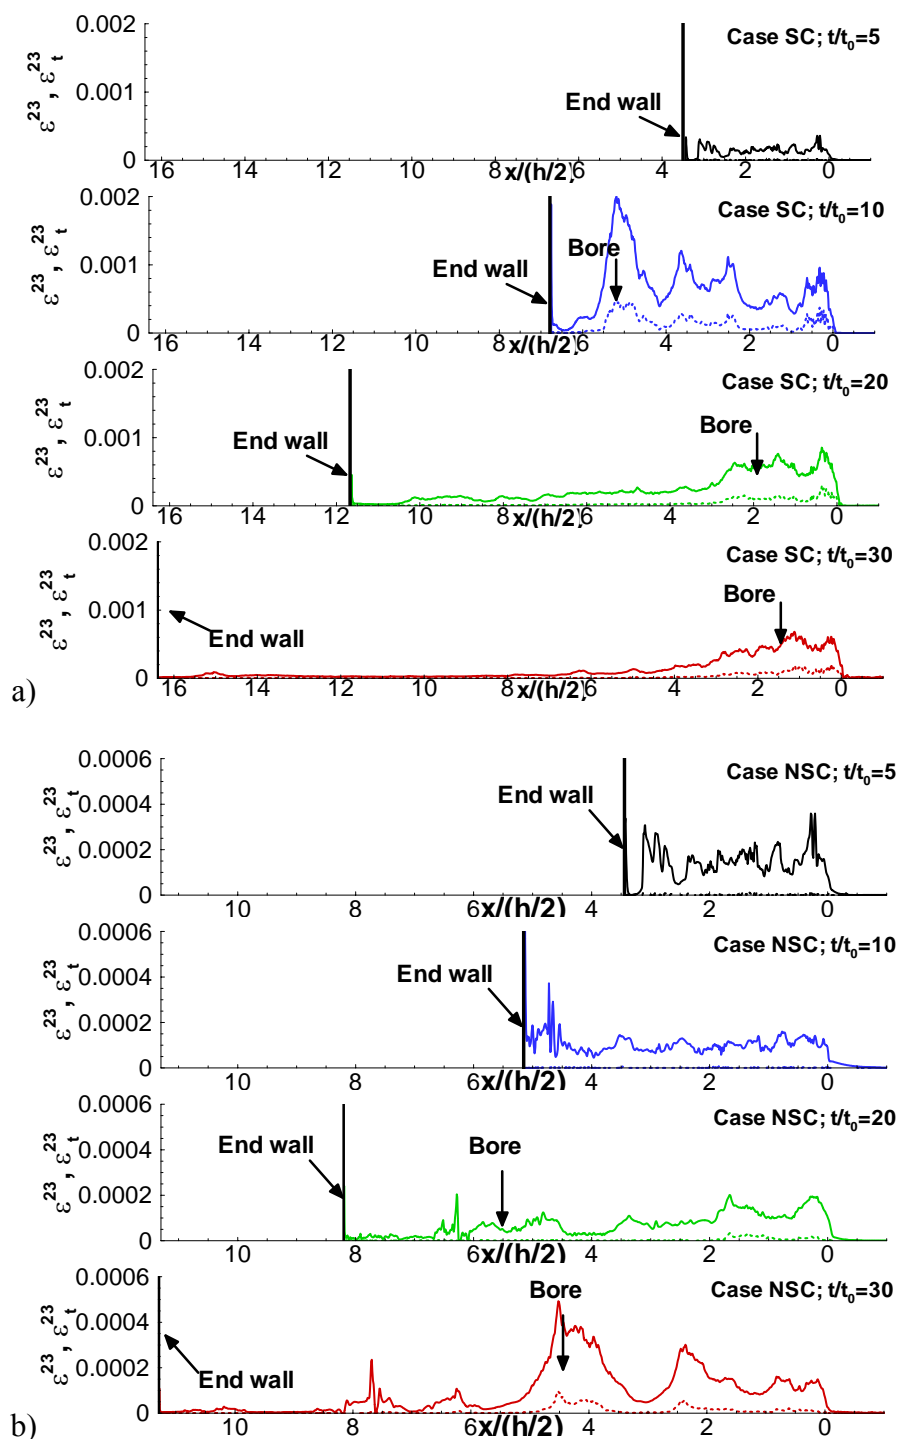 0.002
Case SC; t/t0=5
ε23, ε23t
0.001
End wall
0
16 14 12 10 8 x/(h/2) 4 2 0
0.002
Case SC; t/t0=10
ε23, ε23t
Bore
0.001
End wall
0
16 14 12 10 8 x/(h/2) 6 4 2 0
0.002
Case SC; t/t0=20
ε23, ε23t
Bore
0.001
End wall
0
16 14 12 10 8 x/(h/2) 6 4 2 0
0.002
Case SC; t/t0=30
ε23, ε23t
Bore
0.001
End wall
0
16 14 12 10 8 x/(h/2) 6 4 2 0
a)
0.0006
Case NSC; t/t0=5
ε23, ε23t
End wall
0.0004
0.0002
0
10 8 6 x/(h/2) 4 2 0
0.0006
Case NSC; t/t0=10
ε23, ε23t
End wall
0.0004
0.0002
0
10 8 6 x/(h/2) 4 2 0
0.0006
Case NSC; t/t0=20
ε23, ε23t
End wall
Bore
0.0004
0.0002
0
10 8 6 x/(h/2) 4 2 0
0.0006
Case NSC; t/t0=30
ε23, ε23t
Bore
0.0004
End wall
0.0002
0
10 8 6 x/(h/2) 4 2 0
b)